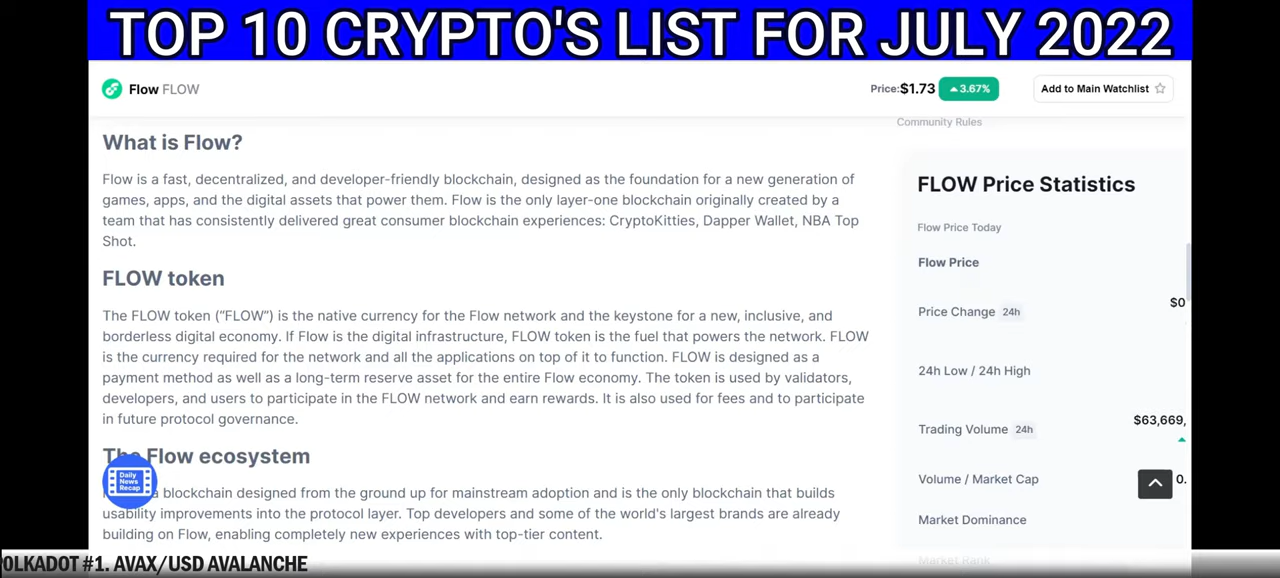 TOP 10 CRYPTO'S LIST FOR JULY 2022
Flow FLOW
Price:$1.73 3.67%
Add to Main Watchlist
Community Rules
What is Flow?
Flow is a fast, decentralized, and developer-friendly blockchain, designed as the foundation for a new generation of
games, apps, and the digital assets that power them. Flow is the only layer-one blockchain originally created by a
team that has consistently delivered great consumer blockchain experiences: CryptoKitties, Dapper Wallet, NBA Top
Shot.
FLOW token
The FLOW token (“FLOW”) is the native currency for the Flow network and the keystone for a new, inclusive, and
borderless digital economy. If Flow is the digital infrastructure, FLOW token is the fuel that powers the network. FLOW
is the currency required for the network and all the applications on top of it to function. FLOW is designed as a
payment method as well as a long-term reserve asset for the entire Flow economy. The token is used by validators,
developers, and users to participate in the FLOW network and earn rewards. It is also used for fees and to participate
in future protocol governance.
The Flow ecosystem
a blockchain designed from the ground up for mainstream adoption and is the only blockchain that builds
usability improvements into the protocol layer. Top developers and some of the world's largest brands are already
building on Flow, enabling completely new experiences with top-tier content.
Daily
News
Recap
FLOW Price Statistics
Flow Price Today
Flow Price
Price Change 24h
$0
24h Low / 24h High
Trading Volume 24h
$63,669,
Volume / Market Cap
0.
Market Dominance
Market Rank
POLKADOT #1. AVAX/USD AVALANCHE